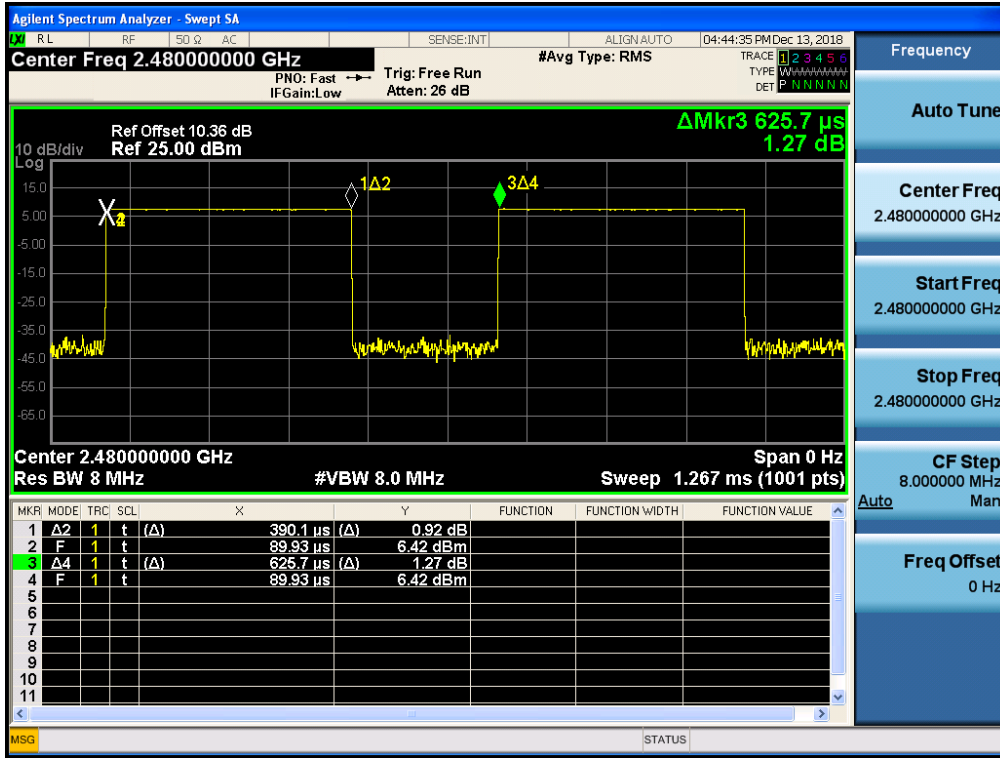 Agilent Spectrum Analyzer - Swept SA
LXI RL RF 50 Ω AC SENSE:INT ALIGN AUTO 04:44:35 PM Dec 13, 2018
Center Freq 2.480000000 GHz #Avg Type: RMS TRACE 1 2 3 4 5 6
PNO: Fast Trig: Free Run TYPE W
IFGain:Low Atten: 26 dB DET P N N N N N
Frequency
Auto Tune
Center Freq
2.480000000 GHz
Start Freq
2.480000000 GHz
Stop Freq
2.480000000 GHz
CF Step
8.000000 MHz
Auto Man
Freq Offset
0 Hz
ΔMkr3 625.7 µs
1.27 dB
Ref Offset 10.36 dB
10 dB/div Ref 25.00 dBm
Log
15.0
5.00
-5.00
-15.0
-25.0
-35.0
-45.0
-55.0
-65.0
1Δ2
3Δ4
Center 2.480000000 GHz Span 0 Hz
Res BW 8 MHz #VBW 8.0 MHz Sweep 1.267 ms (1001 pts)
MKR MODE TRC SCL X Y FUNCTION FUNCTION WIDTH FUNCTION VALUE
1 Δ2 1 t (Δ) 390.1 µs (Δ) 0.92 dB
2 F 1 t 89.93 µs 6.42 dBm
3 Δ4 1 t (Δ) 625.7 µs (Δ) 1.27 dB
4 F 1 t 89.93 µs 6.42 dBm
5
6
7
8
9
10
11
MSG STATUS